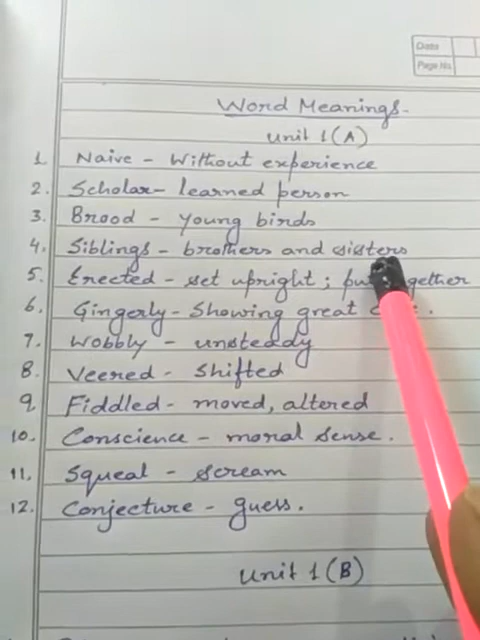 Date
Page No.
Word Meanings-
Unit 1(A)
1. Naive - Without experience
2. Scholar- learned person
3. Brood - young birds
4. Siblings - brothers and sisters
5. Erected - set upright; gether
6. Gingerly - Showing great
7. Wobbly - unsteady
8. Veered - Shifted
9. Fiddled - moved, altered
10. Conscience - moral sense.
11. Squeal - scream
12. Conjecture - guess.
Unit 1(B)